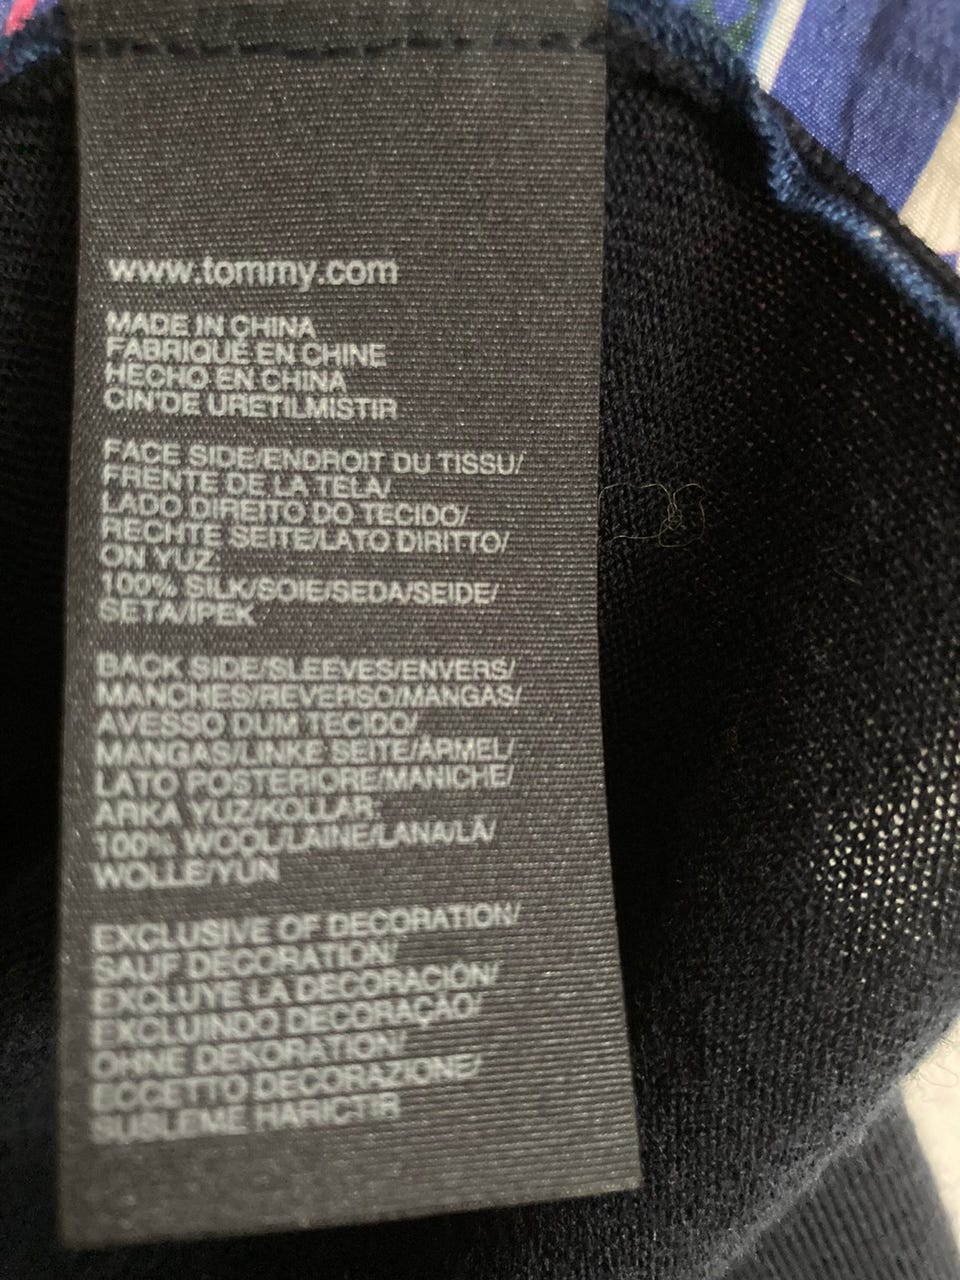 www.tommy.com
MADE IN CHINA
FABRIQUÉ EN CHINE
HECHO EN CHINA
CIN'DE URETILMISTIR
FACE SIDE/ENDROIT DU TISSU/
FRENTE DE LA TELA/
LADO DIREITO DO TECIDO/
RECHTE SEITE/LATO DIRITTO/
ON YUZ:
100% SILK/SOIE/SEDA/SEIDE/
SETA/İPEK
BACK SIDE/SLEEVES/ENVERS/
MANCHES/REVERSO/MANGAS/
AVESSO DUM TECIDO/
MANGAS/LINKE SEITE/ÄRMEL/
LATO POSTERIORE/MANICHE/
ARKA YUZ/KOLLAR:
100% WOOL/LAINE/LANA/LÃ/
WOLLE/YÜN
EXCLUSIVE OF DECORATION/
SAUF DÉCORATION/
EXCLUYE LA DECORACIÓN/
EXCLUINDO DECORAÇÃO/
OHNE DEKORATION/
ECCETTO DECORAZIONE/
SUSLEME HARICTIR